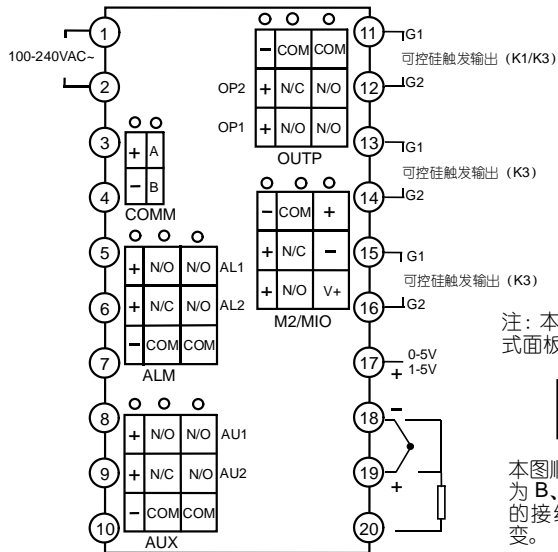 1
11
G1
100-240VAC~
− COM COM
可控硅触发输出 (K1/K3)
2
OP2 + N/C N/O
12
G2
OP1 + N/O N/O
OUTP
3
+ A
13
G1
可控硅触发输出 (K3)
4
− B
COMM
14
G2
− COM +
5
+ N/O N/O AL1
+ N/C −
15
G1
可控硅触发输出 (K3)
6
+ N/C N/O AL2
+ N/O V+
M2/MIO
16
G2
注: 本
式面板
7
− COM COM
ALM
17
0-5V
+ 1-5V
8
+ N/O N/O AU1
18
−
9
+ N/C N/O AU2
19
+
10
− COM COM
AUX
20
本图顺
为 B、
的接线
变。